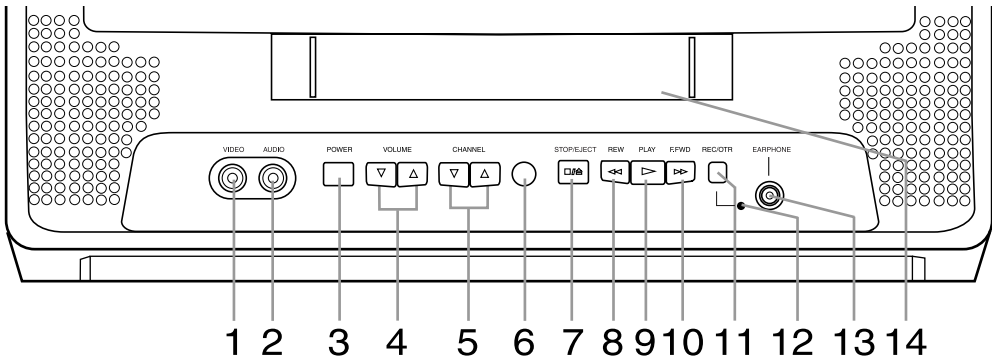 VIDEO AUDIO POWER VOLUME CHANNEL STOP/EJECT REW PLAY F.FWD REC/OTR EARPHONE
1 2 3 4 5 6 7 8 9 10 11 12 13 14